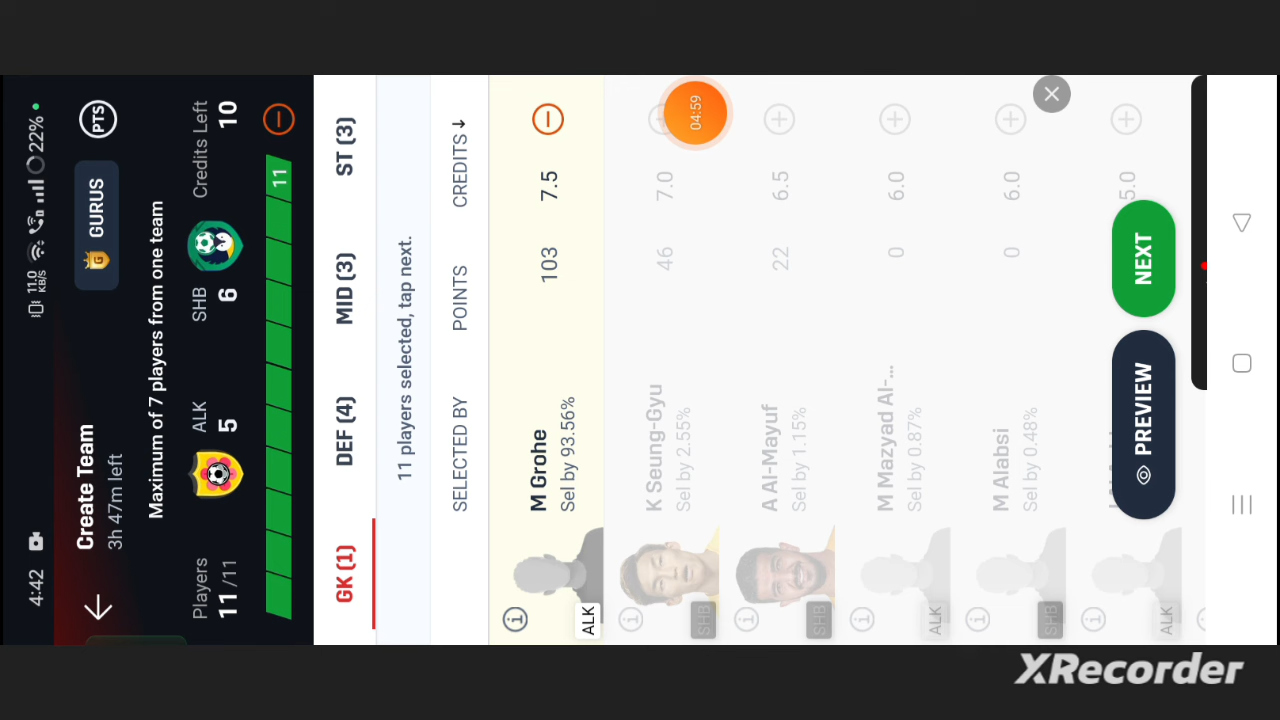 4:42
11.0 KB/S
22%
Create Team
3h 47m left
G GURUS
PTS
Maximum of 7 players from one team
Players
11/11
ALK
5
SHB
6
Credits Left
10
11
GK (1)
DEF (4)
MID (3)
ST (3)
11 players selected, tap next.
SELECTED BY
POINTS
CREDITS ↓
M Grohe
Sel by 93.56%
103
7.5
ALK
K Seung-Gyu
Sel by 2.55%
46
7.0
SHB
A Al-Mayuf
Sel by 1.15%
22
6.5
SHB
M Mazyad Al-...
Sel by 0.87%
0
6.0
ALK
M Alabsi
Sel by 0.48%
0
6.0
SHB
5.0
ALK
PREVIEW
NEXT
04:59
XRecorder